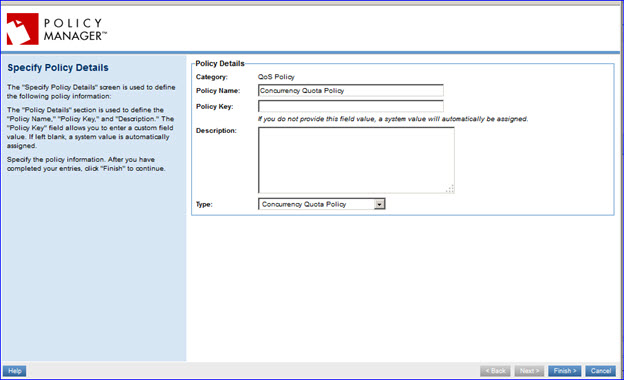 POLICY
MANAGER™
Specify Policy Details
The "Specify Policy Details" screen is used to define
the following policy information:
The "Policy Details" section is used to define the
"Policy Name," "Policy Key," and "Description." The
"Policy Key" field allows you to enter a custom field
value. If left blank, a system value is automatically
assigned.
Specify the policy information. After you have
completed your entries, click "Finish" to continue.
Policy Details
Category: QoS Policy
Policy Name: Concurrency Quota Policy
Policy Key:
If you do not provide this field value, a system value will automatically be assigned.
Description:
Type: Concurrency Quota Policy
Help < Back Next > Finish > Cancel